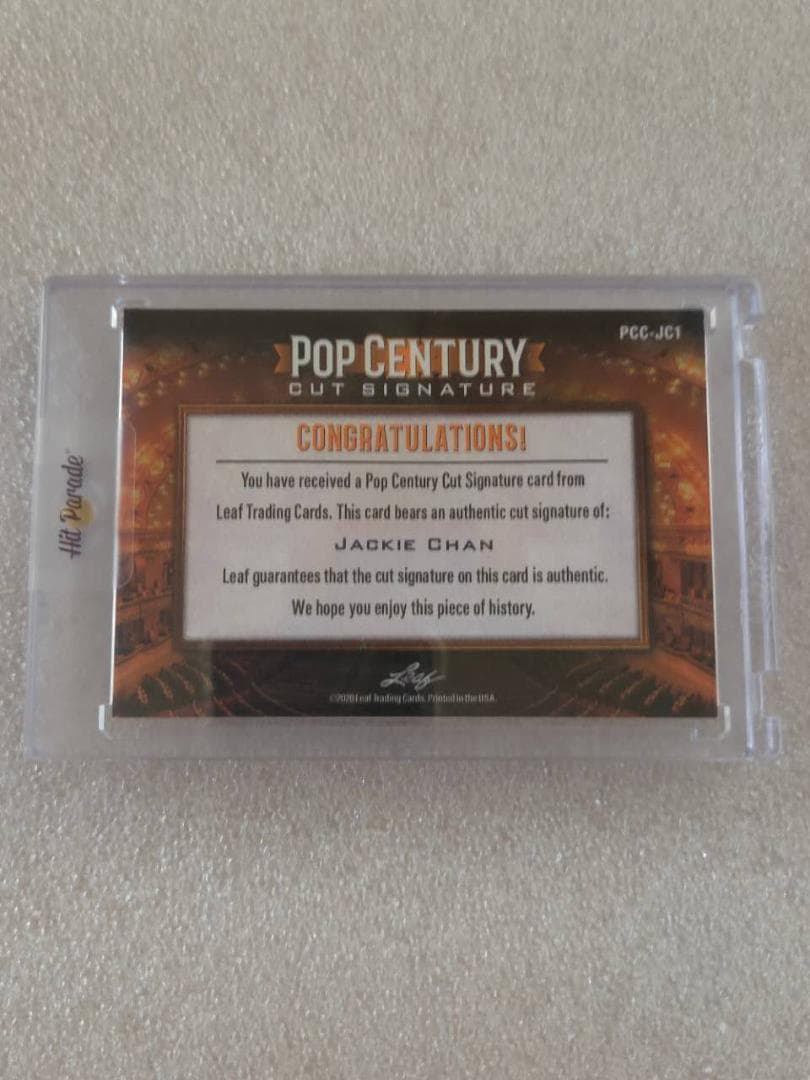 PCC-JC1
POP CENTURY
CUT SIGNATURE
CONGRATULATIONS!
You have received a Pop Century Cut Signature card from
Leaf Trading Cards. This card bears an authentic cut signature of:
JACKIE CHAN
Leaf guarantees that the cut signature on this card is authentic.
We hope you enjoy this piece of history.
Leaf
©2020 Leaf Trading Cards. Printed in the USA.
Hit Parade™